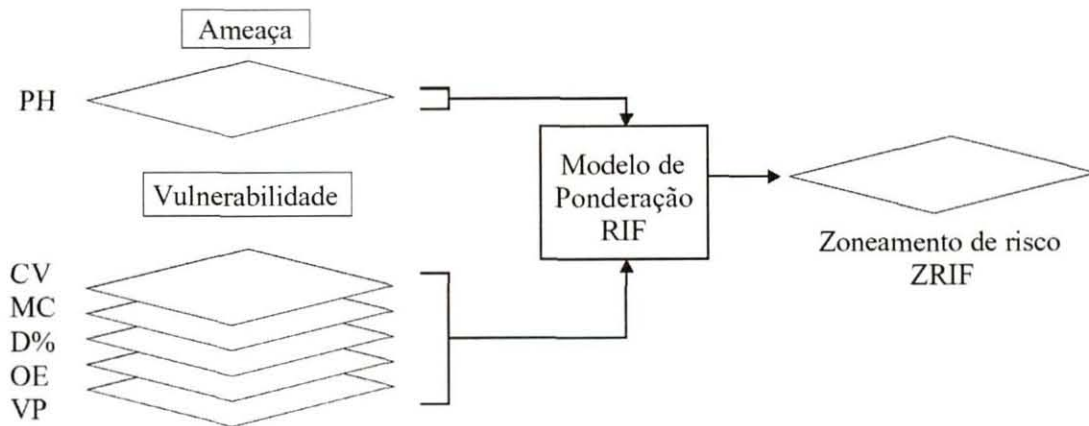 Ameaça
PH
Vulnerabilidade
CV
MC
D%
OE
VP
Modelo de
Ponderação
RIF
Zoneamento de risco
ZRIF